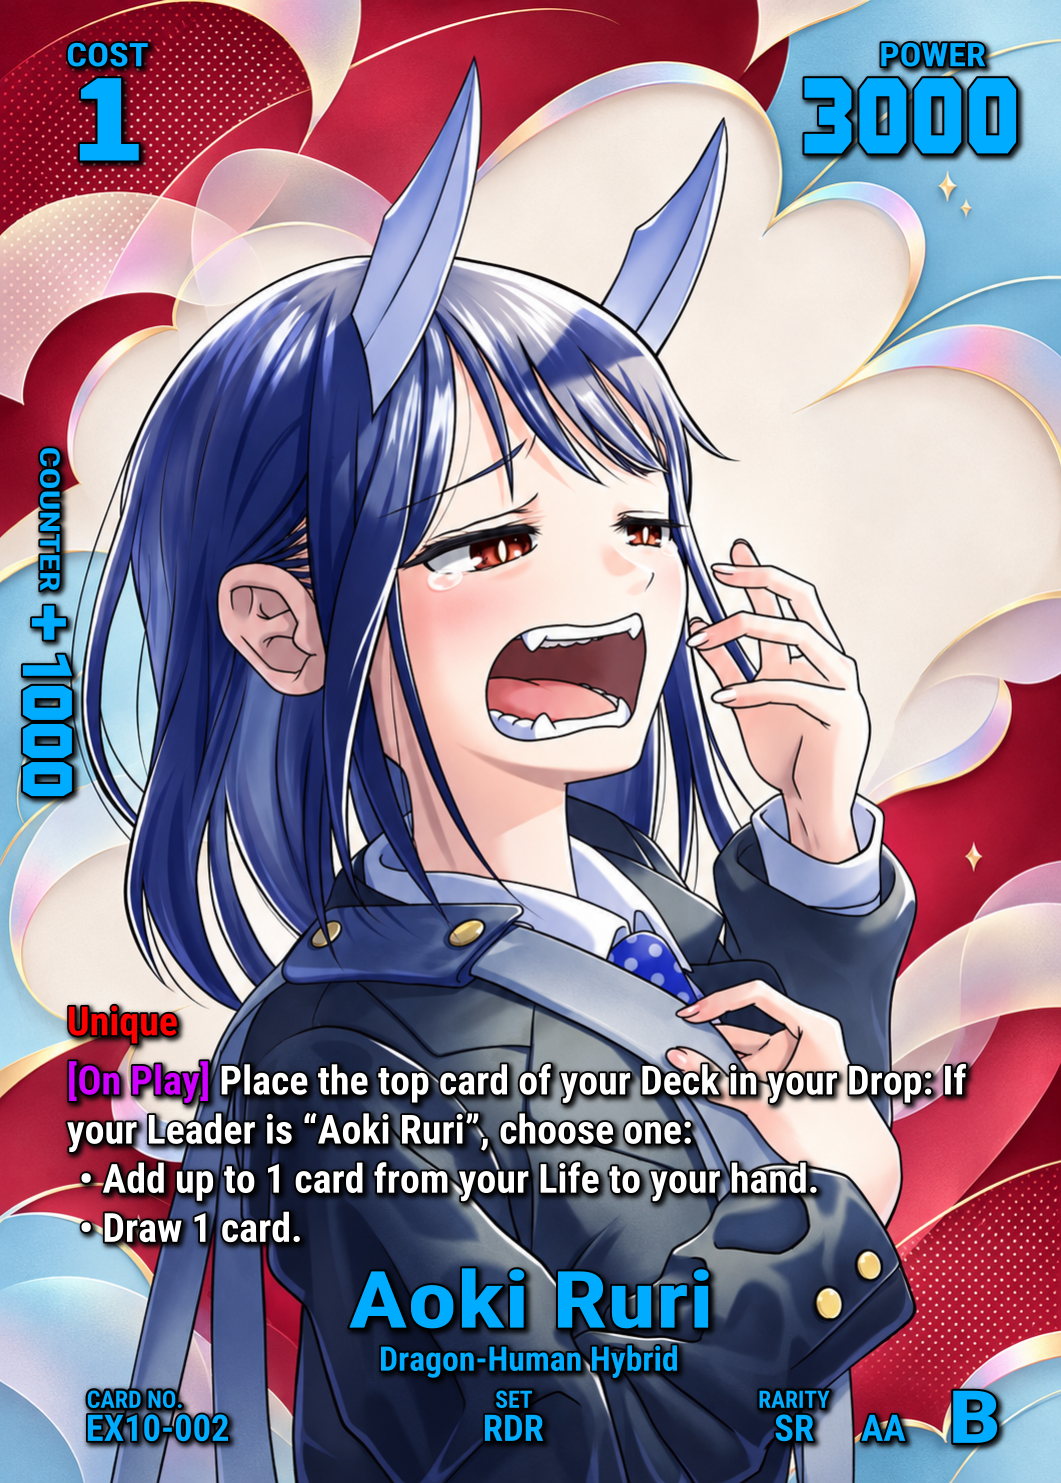 COST
1
POWER
3000
COUNTER +1000
Unique
[On Play] Place the top card of your Deck in your Drop: If
your Leader is “Aoki Ruri”, choose one:
• Add up to 1 card from your Life to your hand.
• Draw 1 card.
Aoki Ruri
Dragon-Human Hybrid
CARD NO.
EX10-002
SET
RDR
RARITY
SR
AA
B